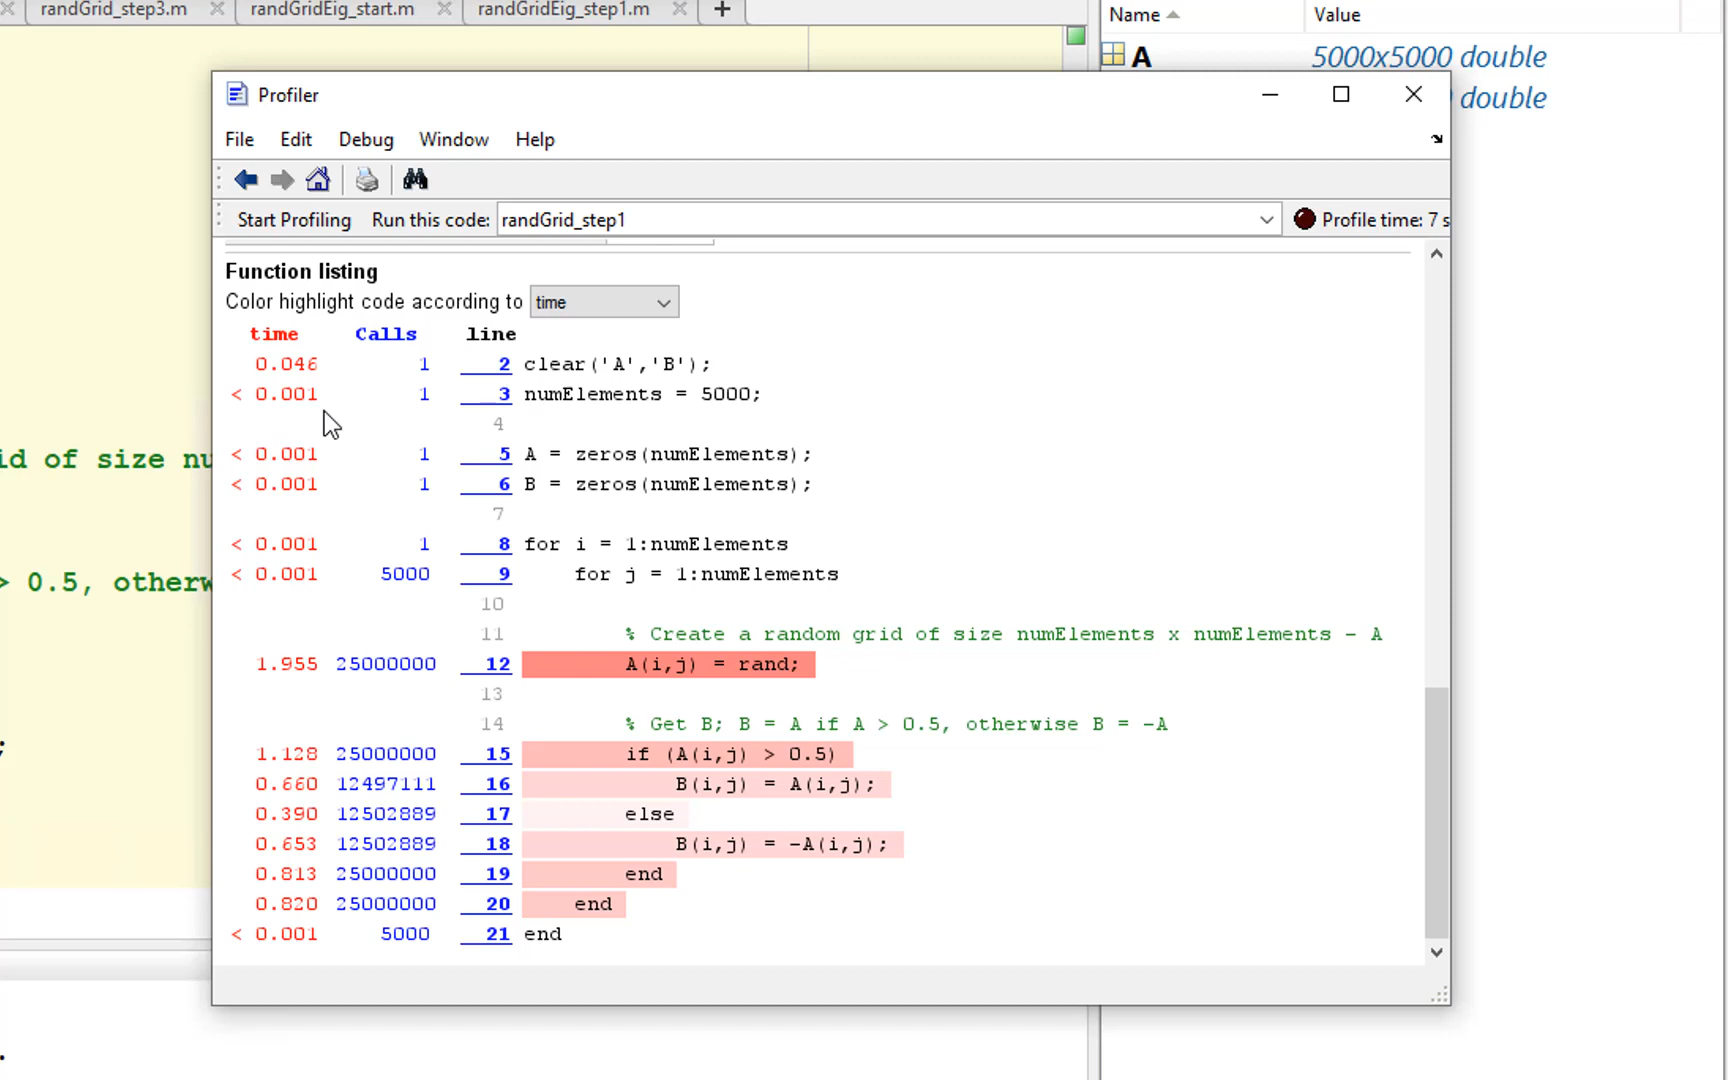 randGrid_step3.m randGridEig_start.m randGridEig_step1.m +
Name Value
A 5000x5000 double
double
Profiler
File Edit Debug Window Help
Start Profiling Run this code: randGrid_step1 Profile time: 7 s
Function listing
Color highlight code according to time
time Calls line
0.046 1 2 clear('A','B');
< 0.001 1 3 numElements = 5000;
4
id of size nu
< 0.001 1 5 A = zeros(numElements);
< 0.001 1 6 B = zeros(numElements);
7
< 0.001 1 8 for i = 1:numElements
> 0.5, otherw
< 0.001 5000 9 for j = 1:numElements
10
11 % Create a random grid of size numElements x numElements - A
1.955 25000000 12 A(i,j) = rand;
13
14 % Get B; B = A if A > 0.5, otherwise B = -A
;
1.128 25000000 15 if (A(i,j) > 0.5)
0.660 12497111 16 B(i,j) = A(i,j);
0.390 12502889 17 else
0.653 12502889 18 B(i,j) = -A(i,j);
0.813 25000000 19 end
0.820 25000000 20 end
< 0.001 5000 21 end
.